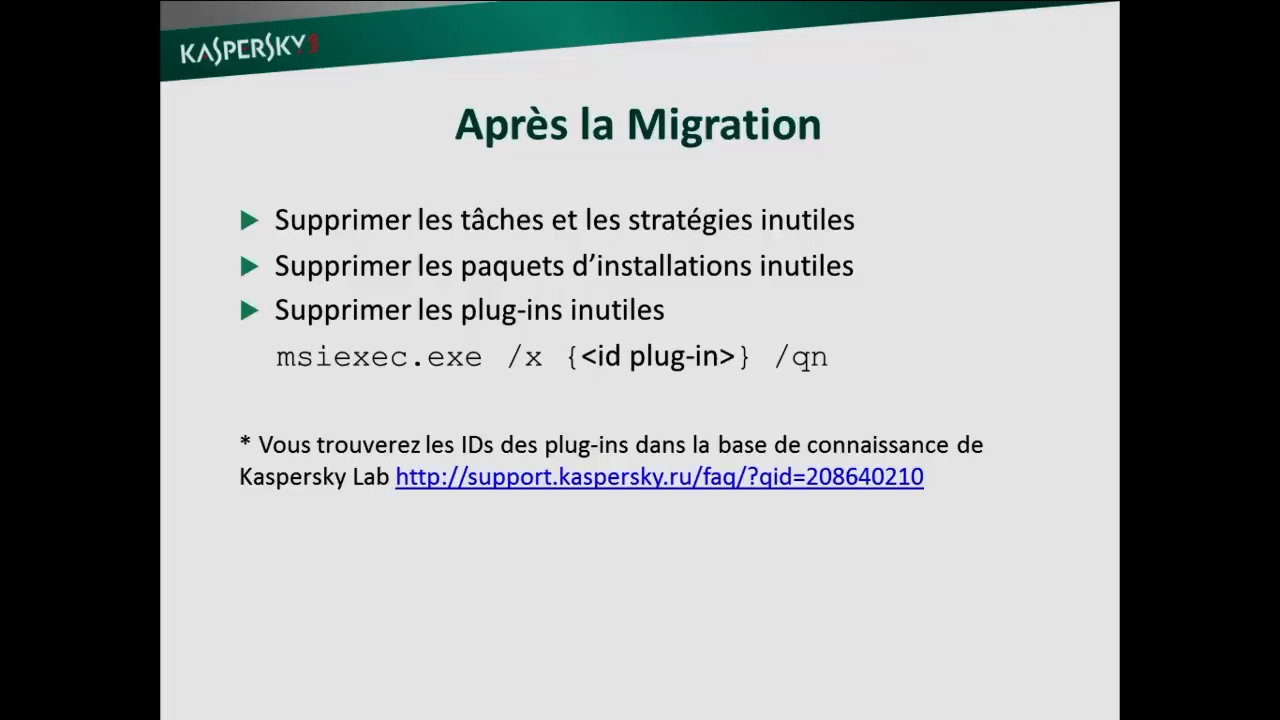 KASPERSKY
Après la Migration
Supprimer les tâches et les stratégies inutiles
Supprimer les paquets d’installations inutiles
Supprimer les plug-ins inutiles
msiexec.exe /x {<id plug-in>} /qn
* Vous trouverez les IDs des plug-ins dans la base de connaissance de
Kaspersky Lab http://support.kaspersky.ru/faq/?qid=208640210